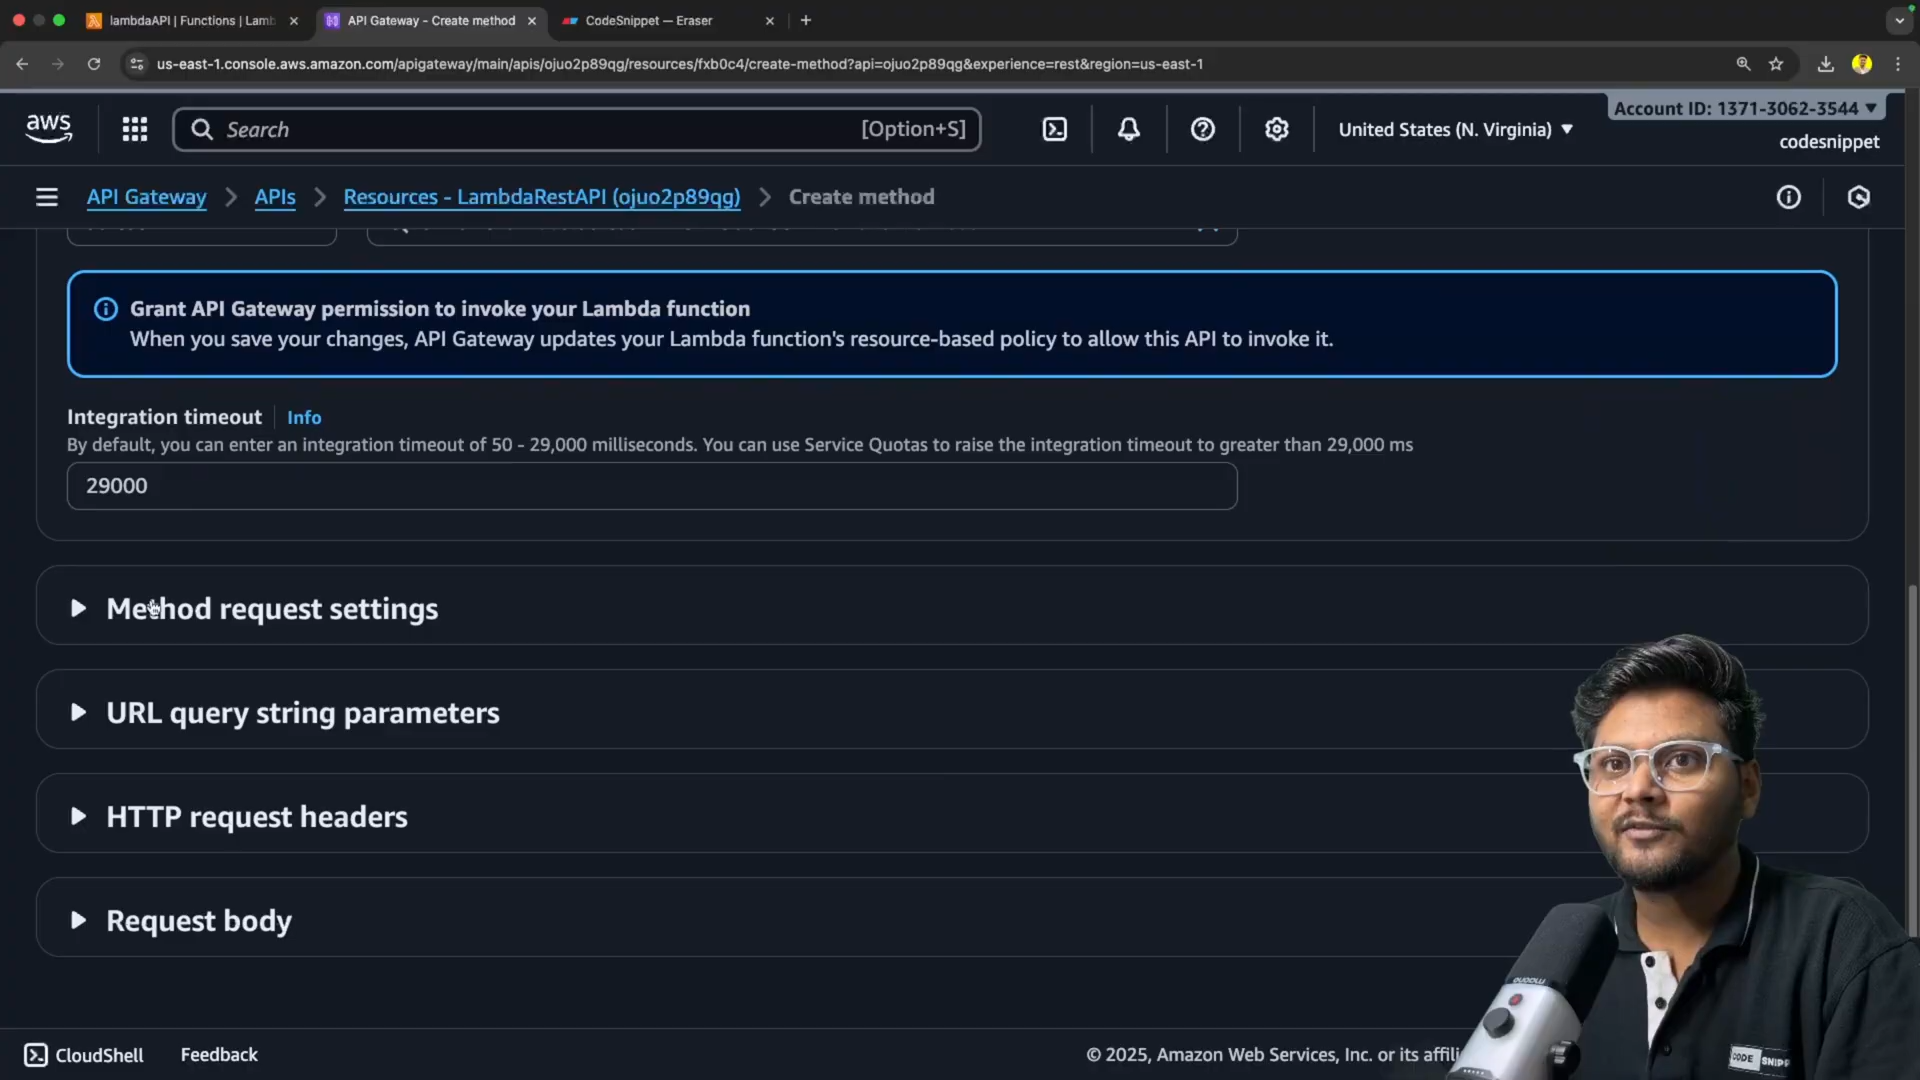 lambdaAPI | Functions | Lamb
API Gateway - Create method
CodeSnippet — Eraser
us-east-1.console.aws.amazon.com/apigateway/main/apis/ojuo2p89qg/resources/fxb0c4/create-method?api=ojuo2p89qg&experience=rest&region=us-east-1
aws
Search
[Option+S]
United States (N. Virginia)
Account ID: 1371-3062-3544
codesnippet
API Gateway
APIs
Resources - LambdaRestAPI (ojuo2p89qg)
Create method
Grant API Gateway permission to invoke your Lambda function
When you save your changes, API Gateway updates your Lambda function's resource-based policy to allow this API to invoke it.
Integration timeout
Info
By default, you can enter an integration timeout of 50 - 29,000 milliseconds. You can use Service Quotas to raise the integration timeout to greater than 29,000 ms
29000
Method request settings
URL query string parameters
HTTP request headers
Request body
CloudShell
Feedback
© 2025, Amazon Web Services, Inc. or its affili
CODE SNIPP